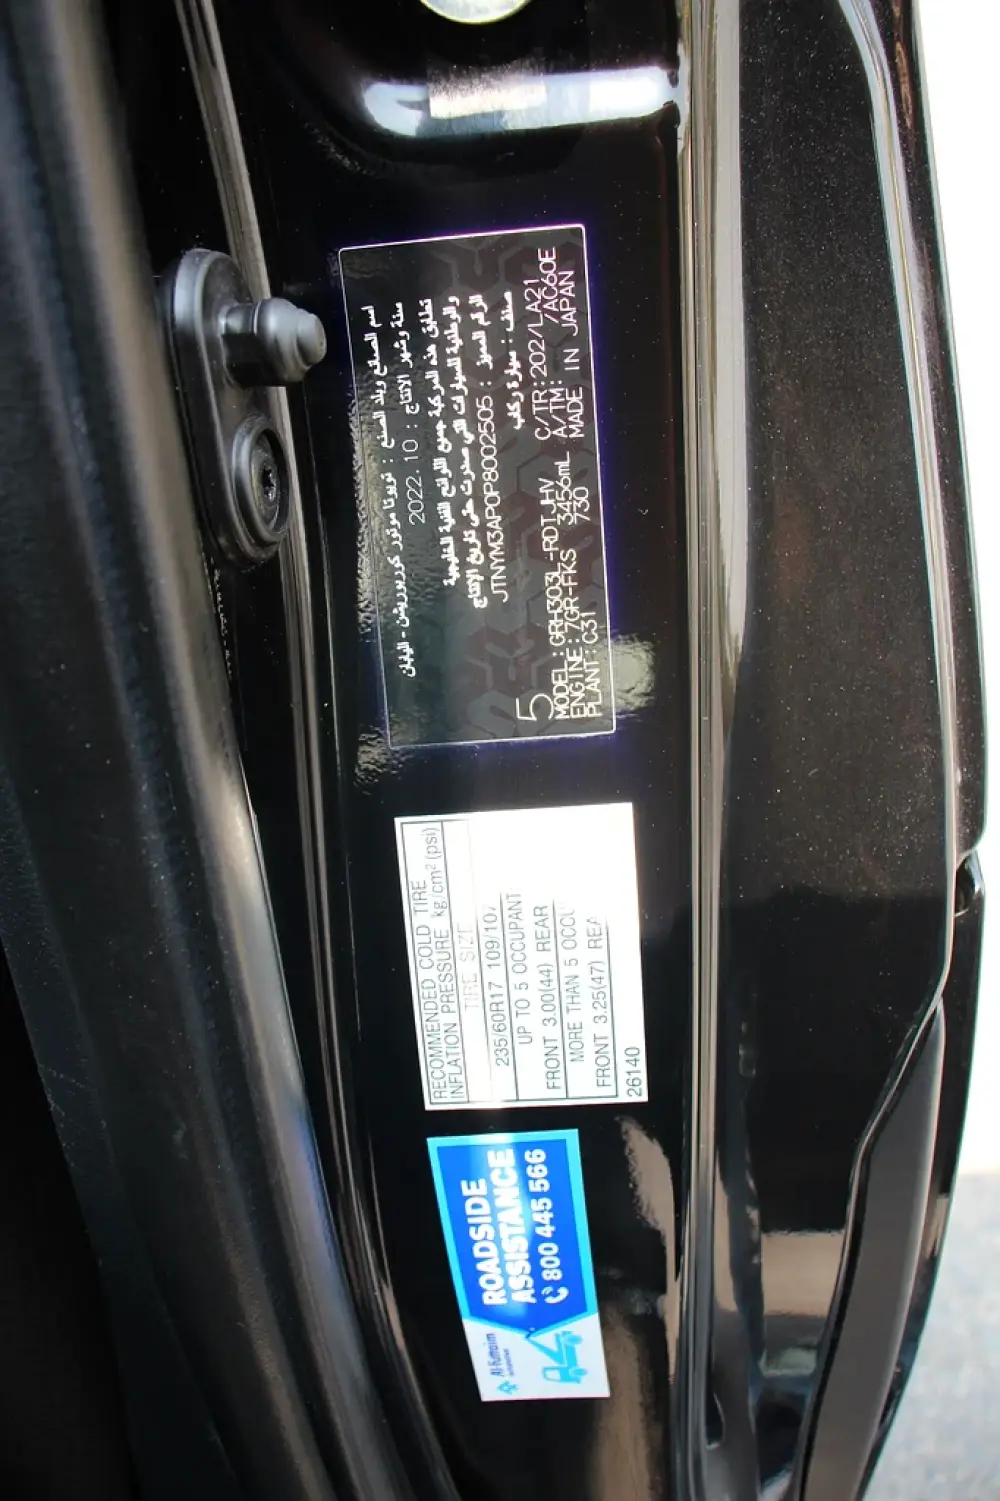 اسم الصانع وبلد الصنع : تويوتا موتور كوربوريشن - اليابان
سنة وشهر الانتاج : 2022. 10
تطابق هذه المركبة جميع اللوائح الفنية الخليجية
والوطنية للسيارات التي صدرت حتى تاريخ الإنتاج
الرقم المميز : JTNYM3AP0P8002505
صنف : سيارة ركاب
5
MODEL:GRH303L-RDTJHV C/TR:202/LA21
ENGINE:7GR-FKS 3456mL A/TM: /AC60E
PLANT:C31 730 MADE IN JAPAN
RECOMMENDED COLD TIRE
INFLATION PRESSURE kg/cm² (psi)
TIRE SIZE
235/60R17 109/107
UP TO 5 OCCUPANT
FRONT 3.00(44) REAR
MORE THAN 5 OCCU
FRONT 3.25(47) REA
26140
ROADSIDE
ASSISTANCE
800 445 566
Al-Futtaim